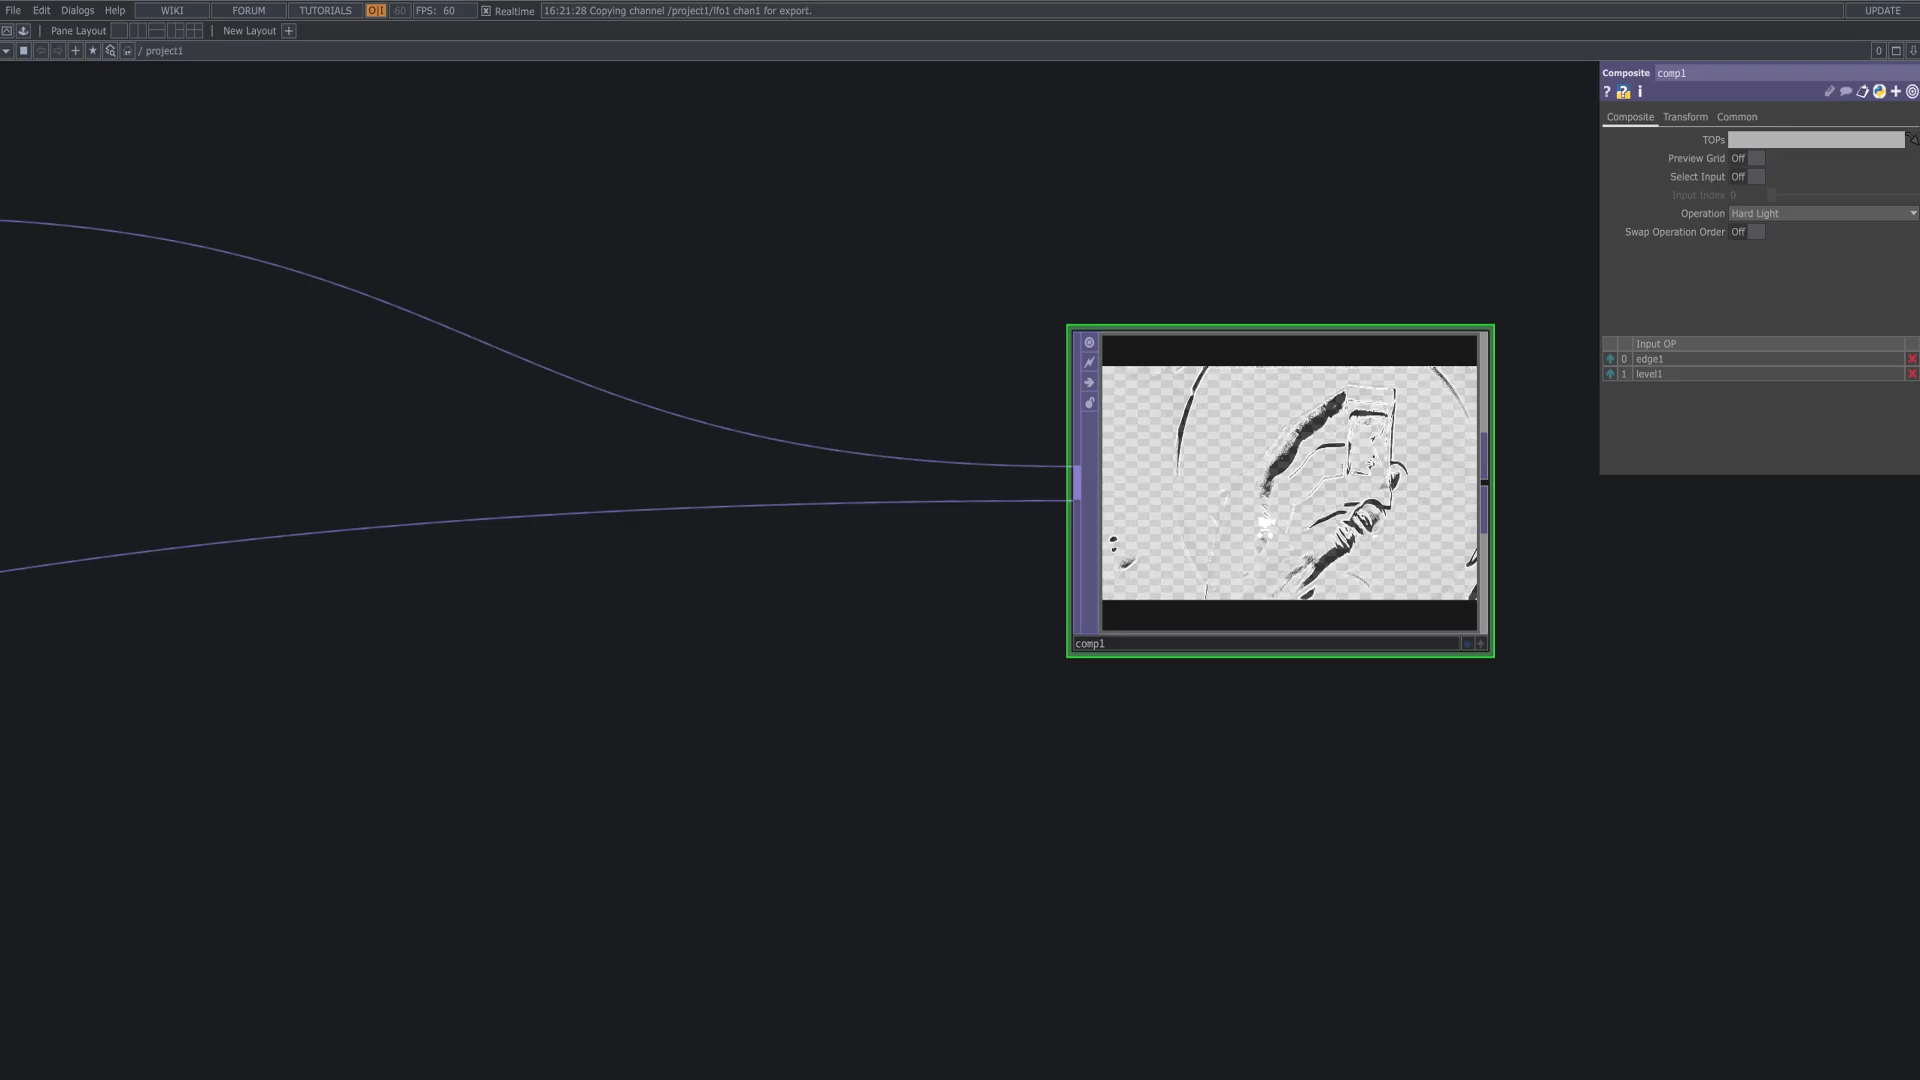 File Edit Dialogs Help WIKI FORUM TUTORIALS O|I 60 FPS: 60 Realtime 16:21:28 Copying channel /project1/lfo1 chan1 for export. UPDATE
Pane Layout New Layout +
/ project1 0
Composite comp1
? ? i
Composite Transform Common
TOPs
Preview Grid Off
Select Input Off
Input Index 0
Operation Hard Light
Swap Operation Order Off
Input OP
0 edge1
1 level1
comp1